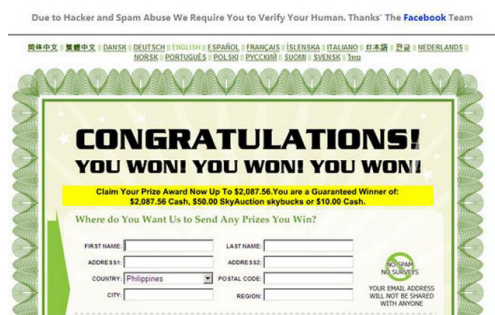 Due to Hacker and Spam Abuse We Require You to Verify Your Human. Thanks' The Facebook Team
简体中文 :: 繁體中文 :: DANSK :: DEUTSCH :: ENGLISH :: ESPAÑOL :: FRANÇAIS :: ÍSLENSKA :: ITALIANO :: 日本語 :: 한글 :: NEDERLANDS ::
NORSK :: PORTUGUÊS :: POLSKI :: РУССКИЙ :: SUOMI :: SVENSK :: ไทย
CONGRATULATIONS!
YOU WON! YOU WON! YOU WON!
Claim Your Prize Award Now Up To $2,087.56.You are a Guaranteed Winner of:
$2,087.56 Cash, $50.00 SkyAuction skybucks or $10.00 Cash.
Where do You Want Us to Send Any Prizes You Win?
FIRST NAME: LAST NAME:
ADDRESS1: ADDRESS2:
COUNTRY: Philippines POSTAL CODE:
CITY: REGION:
NO SPAM
NO SURVEYS
YOUR EMAIL ADDRESS
WILL NOT BE SHARED
WITH ANYONE